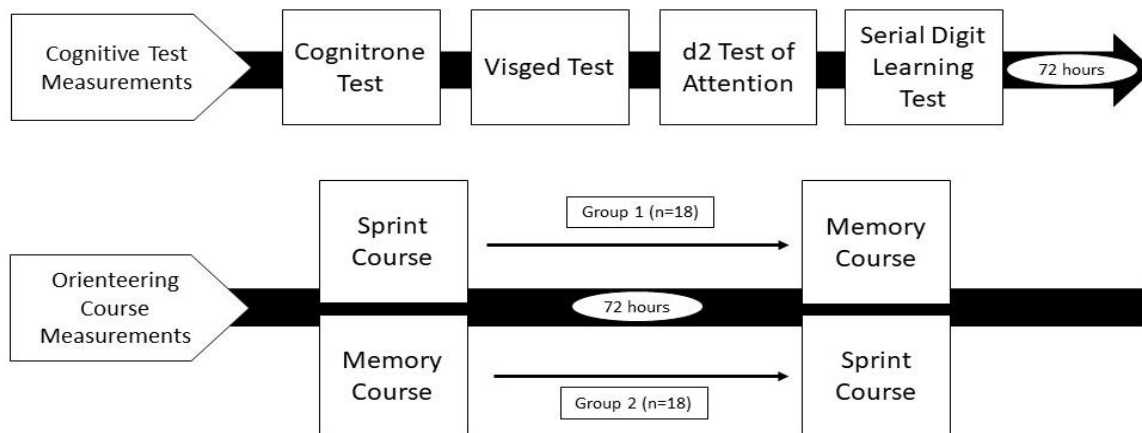 Cognitive Test
Measurements
Cognitrone
Test
Visged Test
d2 Test of
Attention
Serial Digit
Learning
Test
72 hours
Orienteering
Course
Measurements
Sprint
Course
Group 1 (n=18)
Memory
Course
72 hours
Memory
Course
Group 2 (n=18)
Sprint
Course